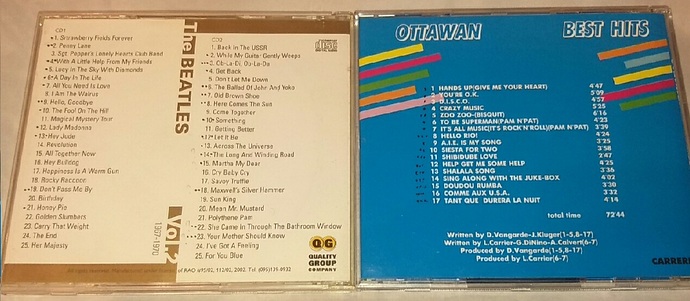 CD1
1. Strawberry Fields Forever
2. Penny Lane
3. Sgt. Pepper's Lonely Hearts Club Band
4. With A Little Help From My Friends
5. Lucy In The Sky With Diamonds
6. A Day In The Life
7. All You Need Is Love
8. I Am The Walrus
9. Hello, Goodbye
10. The Fool On The Hill
11. Magical Mystery Tour
12. Lady Madonna
13. Hey Jude
14. Revolution
15. All Together Now
16. Hey Bulldog
17. Happiness Is A Warm Gun
18. Rocky Raccoon
18. Don't Pass Me By
20. Birthday
21. Honey Pie
22. Golden Slumbers
23. Carry That Weight
24. The End
25. Her Majesty
The BEATLES
Vol.2
1967-1970
CD2
1. Back In The USSR
2. While My Guitar Gently Weeps
3. Ob-La-Di, Ob-La-Da
4. Get Back
5. Don't Let Me Down
6. The Ballad Of John And Yoko
7. Old Brown Shoe
8. Here Comes The Sun
9. Come Together
10. Something
11. Getting Better
12. Let It Be
13. Across The Universe
14. The Long And Winding Road
15. Martha My Dear
16. Cry Baby Cry
17. Savoy Truffle
18. Maxwell's Silver Hammer
19. Sun King
20. Mean Mr. Mustard
21. Polythene Pam
22. She Came In Through The Bathroom Window
23. Your Mother Should Know
24. I've Got a Feeling
25. For You Blue
COMPACT
disc
QG
QUALITY
GROUP
COMPANY
OTTAWAN BEST HITS
1 HANDS UP(GIVE ME YOUR HEART) 4'47
2 YOU'RE O.K. 5'09
3 D.I.S.C.O. 4'57
4 CRAZY MUSIC 5'25
5 ZOO ZOO-(BISQUIT) 6'16
6 TO BE SUPERMAN(PAM N'PAT) 4'23
7 IT'S ALL MUSIC(IT'S ROCK'N'ROLL)(PAM N'PAT) 3'39
8 HELLO RIO! 4'24
9 A.I.E. IS MY SONG 3'25
10 SIESTA FOR TWO 3'58
11 SHIBIDUBE LOVE 2'47
12 HELP GET ME SOME HELP 4'25
13 SHALALA SONG 3'36
14 SING ALONG WITH THE JUKE-BOX 4'02
15 DOUDOU RUMBA 3'30
16 COMME AUX U.S.A. 3'32
17 TANT QUE DURERA LA NUIT 4'14
total time 72'44
Written by D.Vangarde-J.Kluger(1-5,8-17)
Written by L.Carrier-G.DiNino-A.Calvert(6-7)
Produced by D.Vangarde(1-5,8-17)
Produced by L.Carrier(6-7)
CARRERE